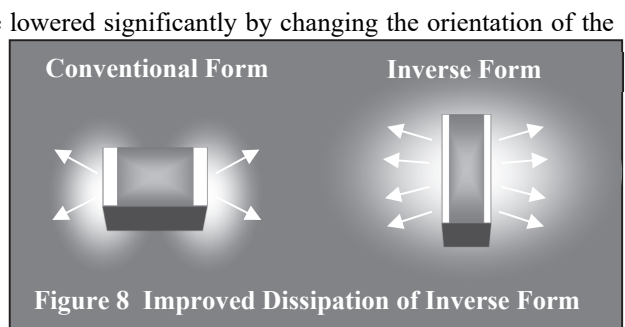 lowered significantly by changing the orientation of the
Conventional Form
Inverse Form
Figure 8 Improved Dissipation of Inverse Form